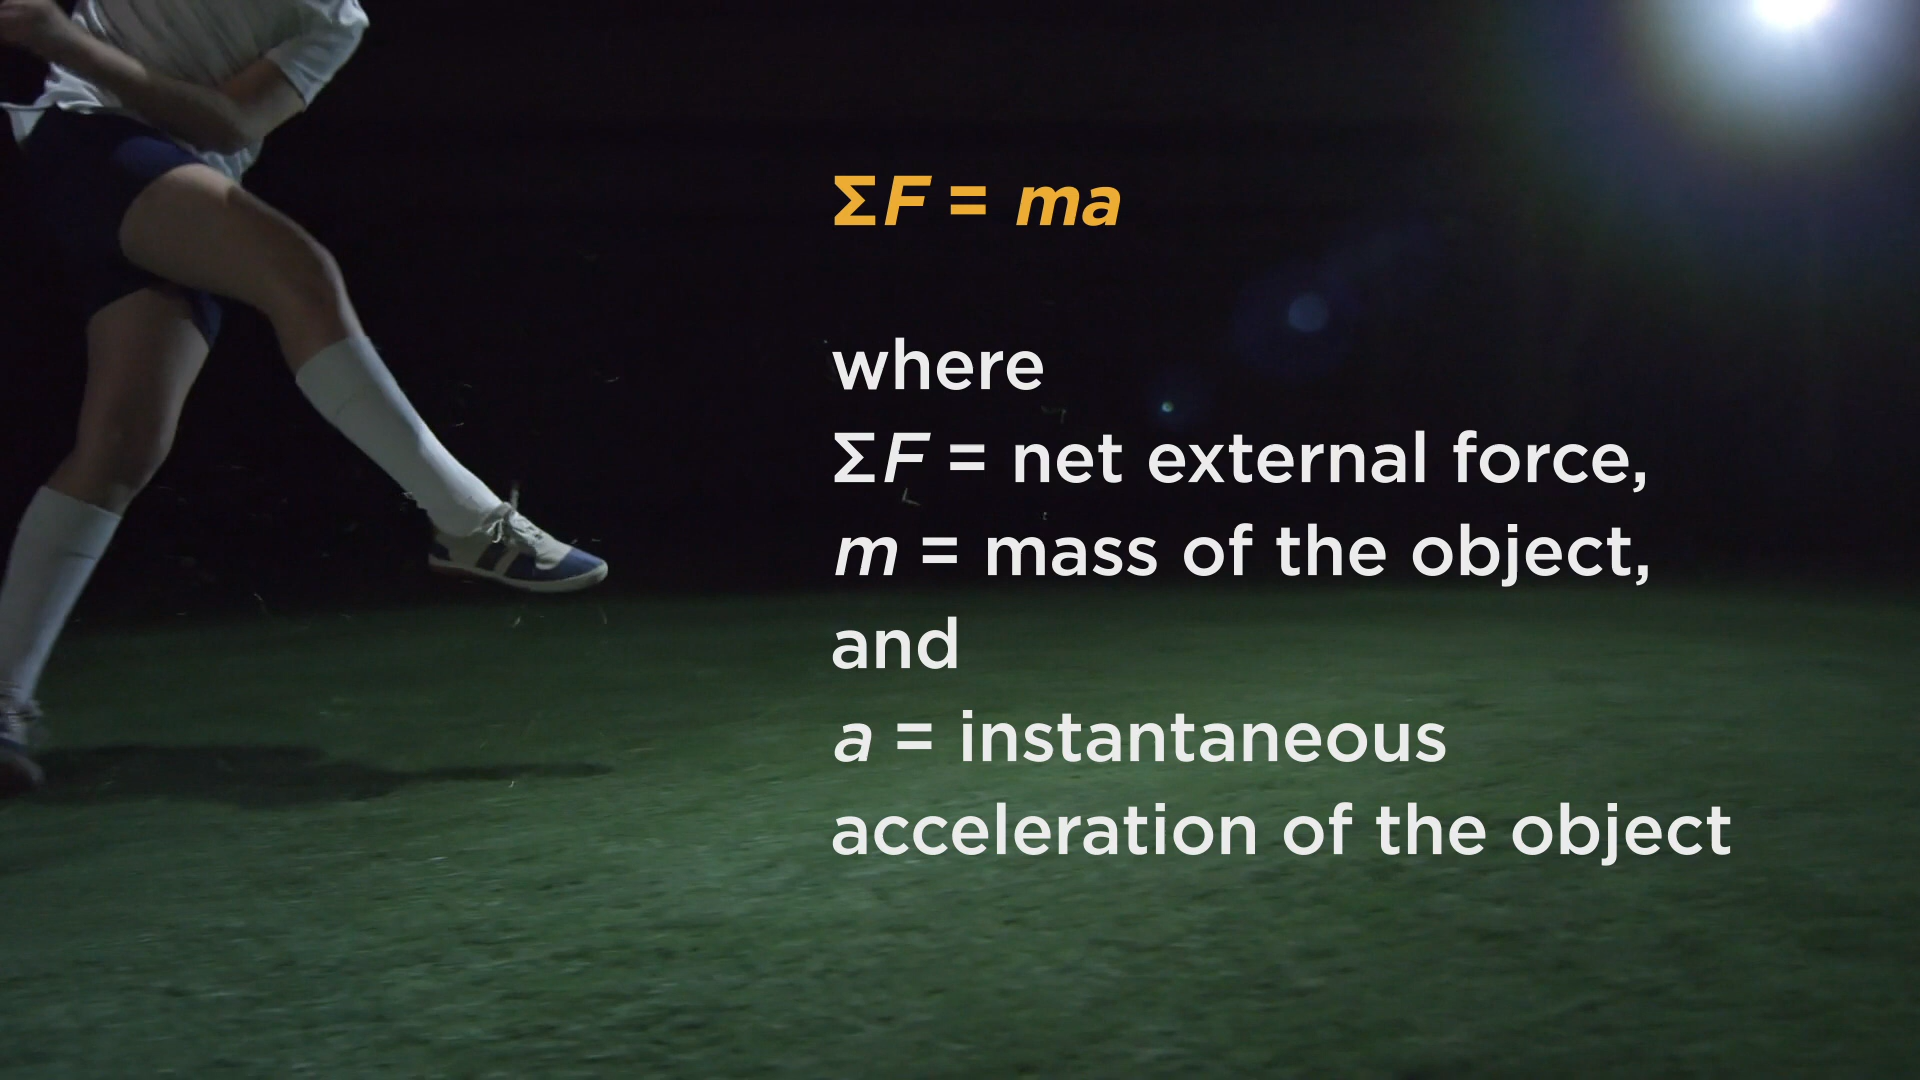 ΣF = ma
where
ΣF = net external force,
m = mass of the object,
and
a = instantaneous
acceleration of the object